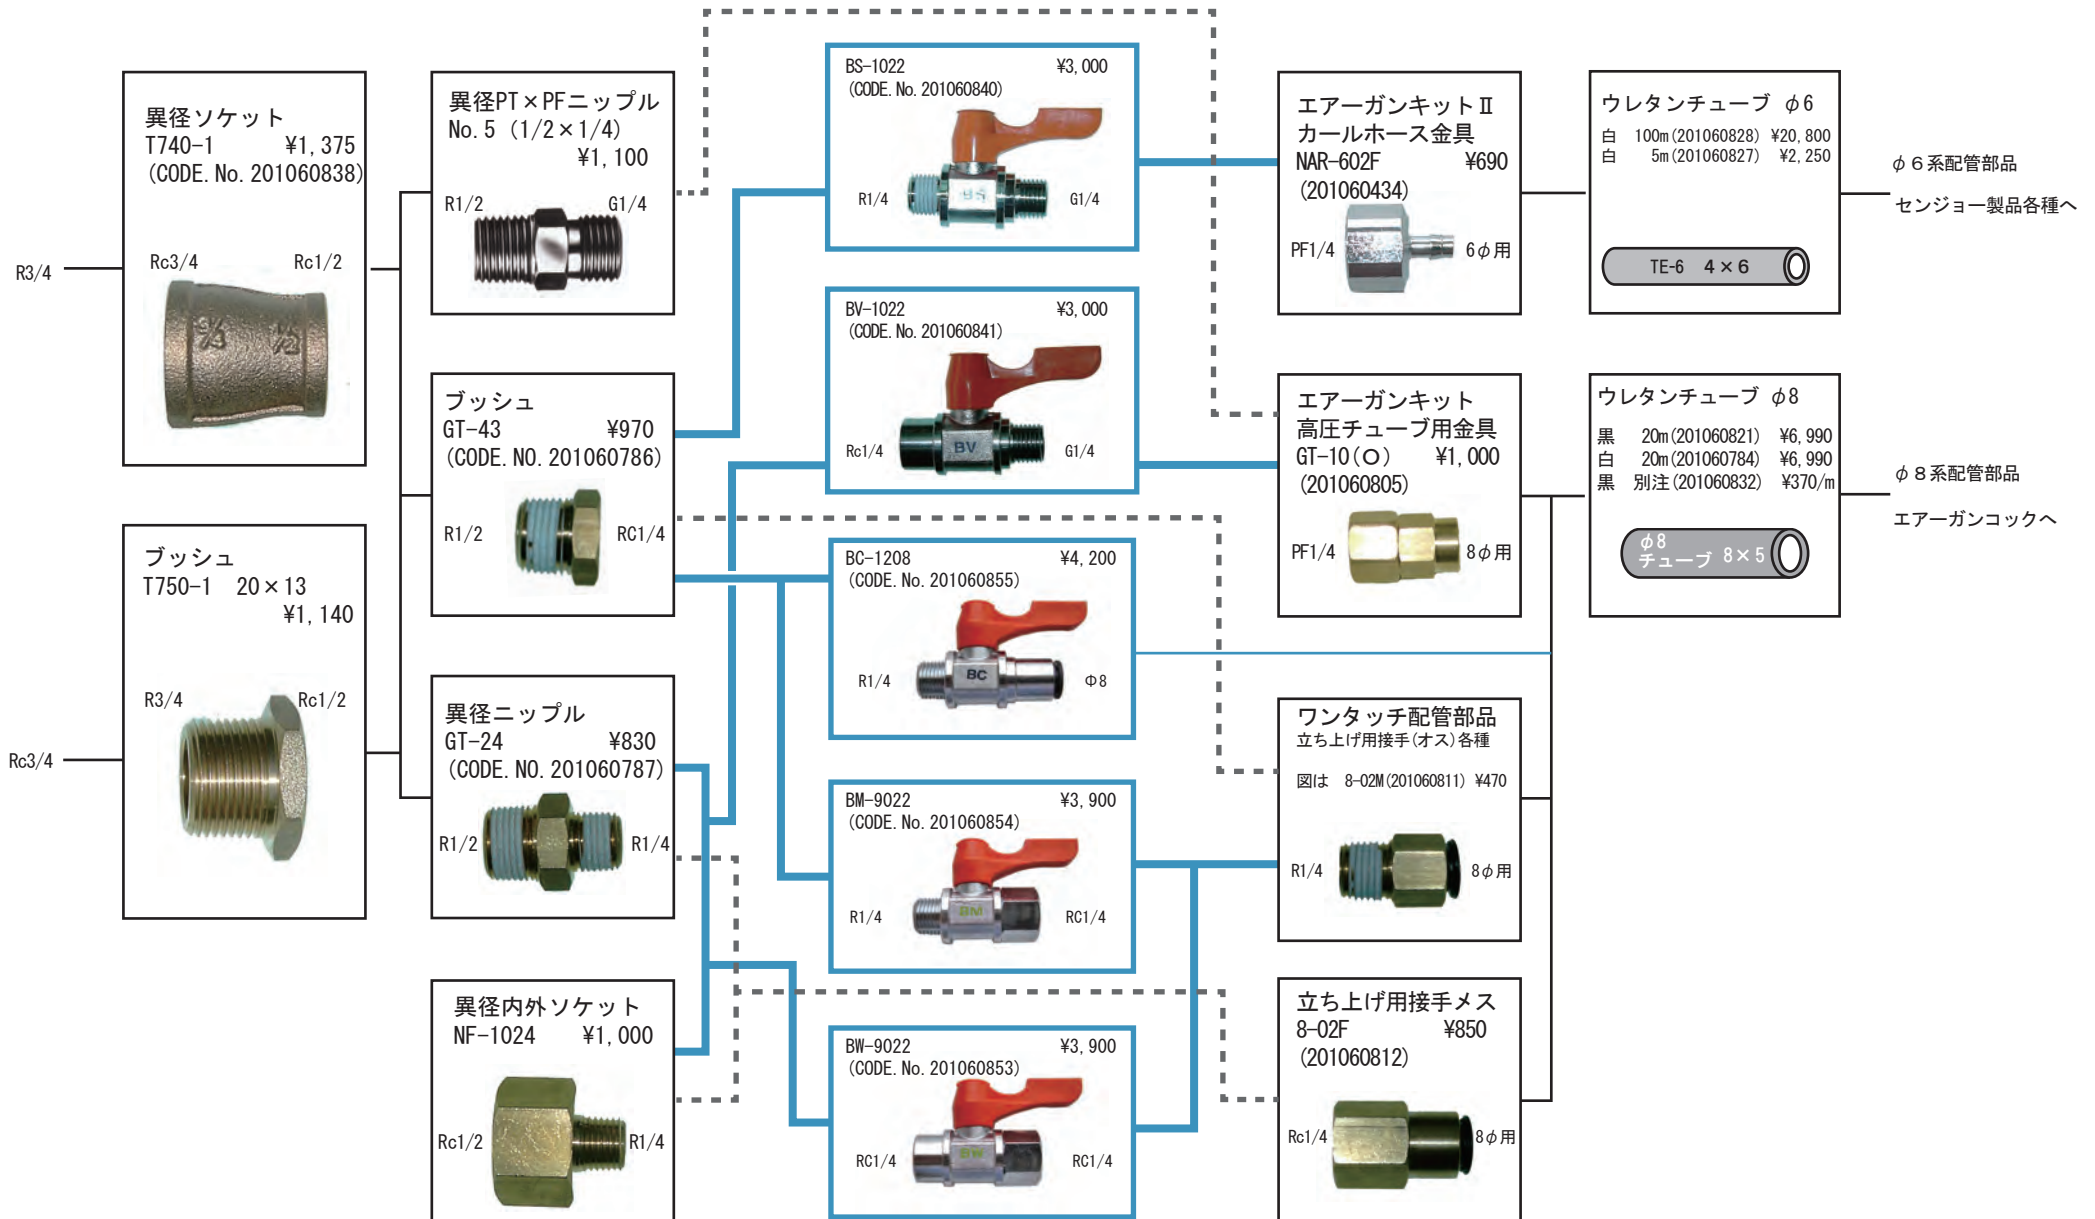 R3/4
Rc3/4
異径ソケット
T740-1 ¥1,375
(CODE.No.201060838)
Rc3/4 Rc1/2
3/4 1/2
ブッシュ
T750-1 20×13
¥1,140
R3/4 Rc1/2
異径PT×PFニップル
No.5 (1/2×1/4)
¥1,100
R1/2 G1/4
ブッシュ
GT-43 ¥970
(CODE.NO.201060786)
R1/2 RC1/4
異径ニップル
GT-24 ¥830
(CODE.NO.201060787)
R1/2 R1/4
異径内外ソケット
NF-1024 ¥1,000
Rc1/2 R1/4
BS-1022 ¥3,000
(CODE.No.201060840)
R1/4 BS G1/4
BV-1022 ¥3,000
(CODE.No.201060841)
Rc1/4 BV G1/4
BC-1208 ¥4,200
(CODE.No.201060855)
R1/4 BC Φ8
BM-9022 ¥3,900
(CODE.No.201060854)
R1/4 BM RC1/4
BW-9022 ¥3,900
(CODE.No.201060853)
RC1/4 BW RC1/4
エアーガンキットⅡ
カールホース金具
NAR-602F ¥690
(201060434)
PF1/4 6φ用
エアーガンキット
高圧チューブ用金具
GT-10(O) ¥1,000
(201060805)
PF1/4 8φ用
ワンタッチ配管部品
立ち上げ用接手(オス)各種
図は 8-02M(201060811) ¥470
R1/4 8φ用
立ち上げ用接手メス
8-02F ¥850
(201060812)
Rc1/4 8φ用
ウレタンチューブ φ6
白 100m(201060828) ¥20,800
白 5m(201060827) ¥2,250
TE-6 4×6
ウレタンチューブ φ8
黒 20m(201060821) ¥6,990
白 20m(201060784) ¥6,990
黒 別注(201060832) ¥370/m
φ8
チューブ 8×5
φ6系配管部品
センジョー製品各種へ
φ8系配管部品
エアーガンコックへ